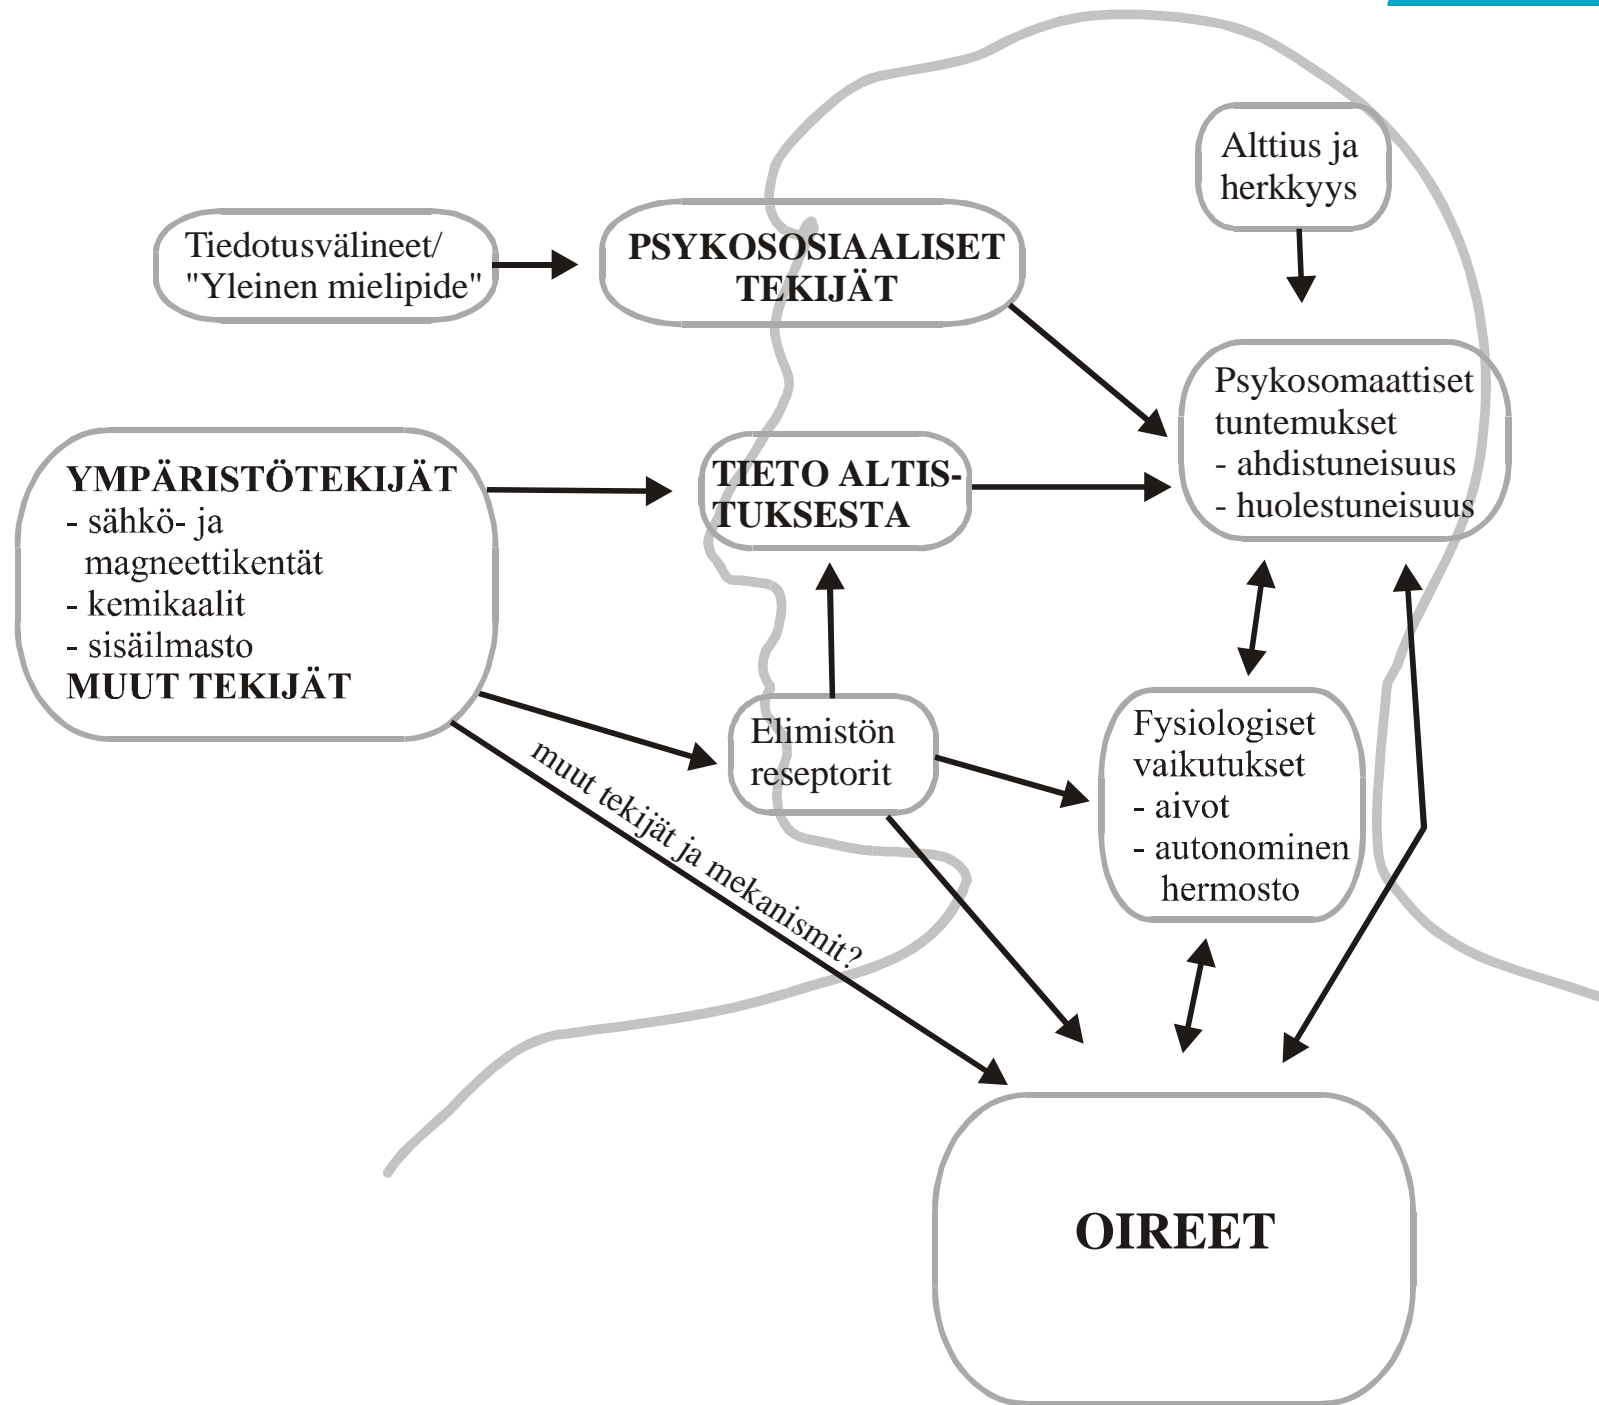 Alttius ja
herkkyys
Tiedotusvälineet/
"Yleinen mielipide"
PSYKOSOSIAALISET
TEKIJÄT
Psykosomaattiset
tuntemukset
- ahdistuneisuus
- huolestuneisuus
YMPÄRISTÖTEKIJÄT
- sähkö- ja
magneettikentät
- kemikaalit
- sisäilmasto
MUUT TEKIJÄT
TIETO ALTIS-
TUKSESTA
Elimistön
reseptorit
Fysiologiset
vaikutukset
- aivot
- autonominen
hermosto
muut tekijät ja mekanismit?
OIREET